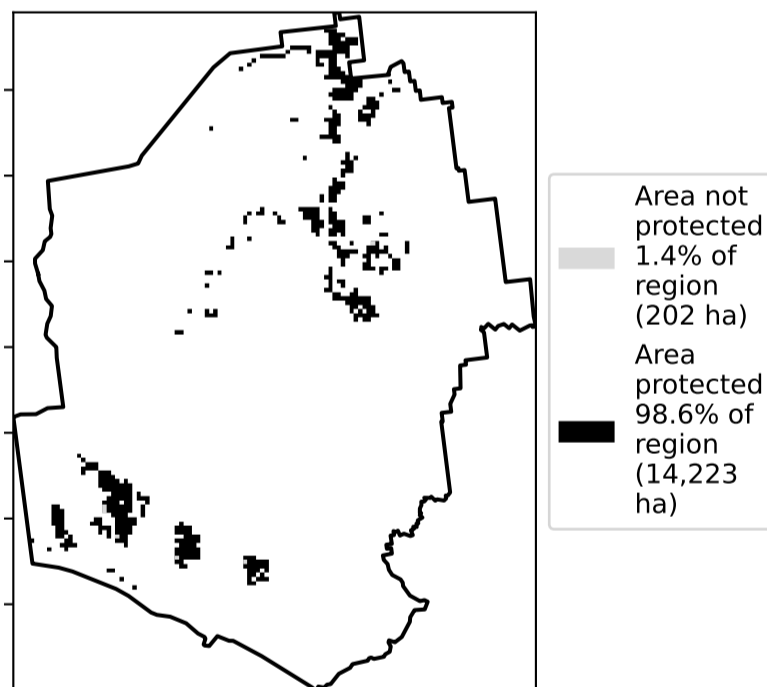 Area not
protected
1.4% of
region
(202 ha)
Area
protected
98.6% of
region
(14,223
ha)